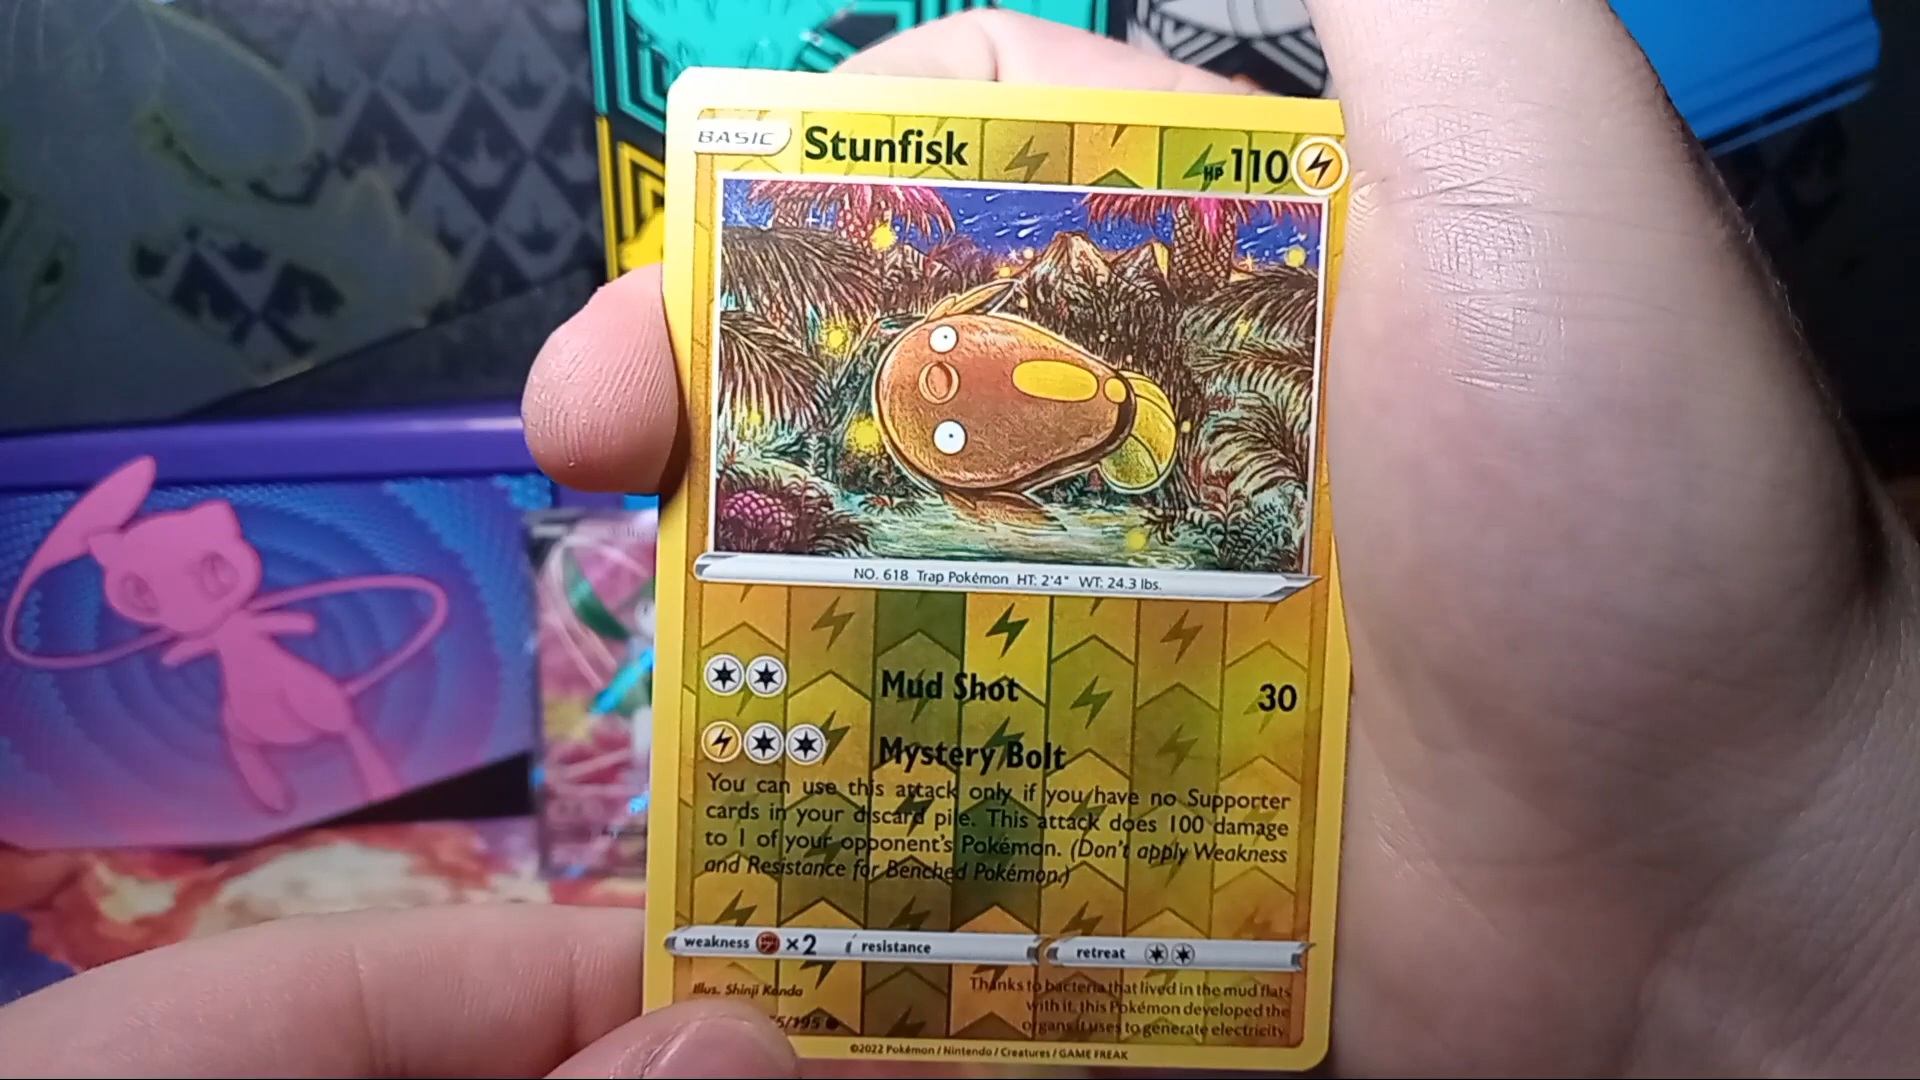 BASIC Stunfisk HP 110
NO. 618 Trap Pokémon HT: 2'4" WT: 24.3 lbs.
Mud Shot 30
Mystery Bolt
You can use this attack only if you have no Supporter
cards in your discard pile. This attack does 100 damage
to 1 of your opponent's Pokémon. (Don't apply Weakness
and Resistance for Benched Pokémon.)
weakness ×2 resistance retreat
Illus. Shinji Kanda
Thanks to bacteria that lived in the mud flats
with it, this Pokémon developed the
organs it uses to generate electricity.
5/195
©2022 Pokémon / Nintendo / Creatures / GAME FREAK